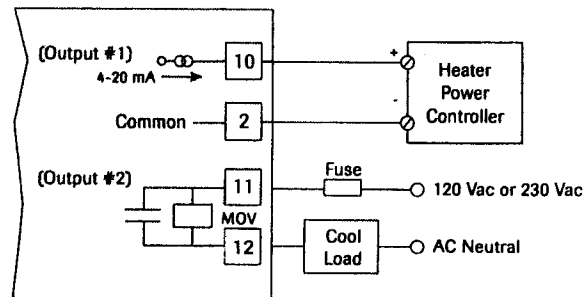 (Output #1)
4-20 mA
10
+
Heater
Power
Controller
Common
2
-
(Output #2)
11
Fuse
120 Vac or 230 Vac
MOV
12
Cool
Load
AC Neutral